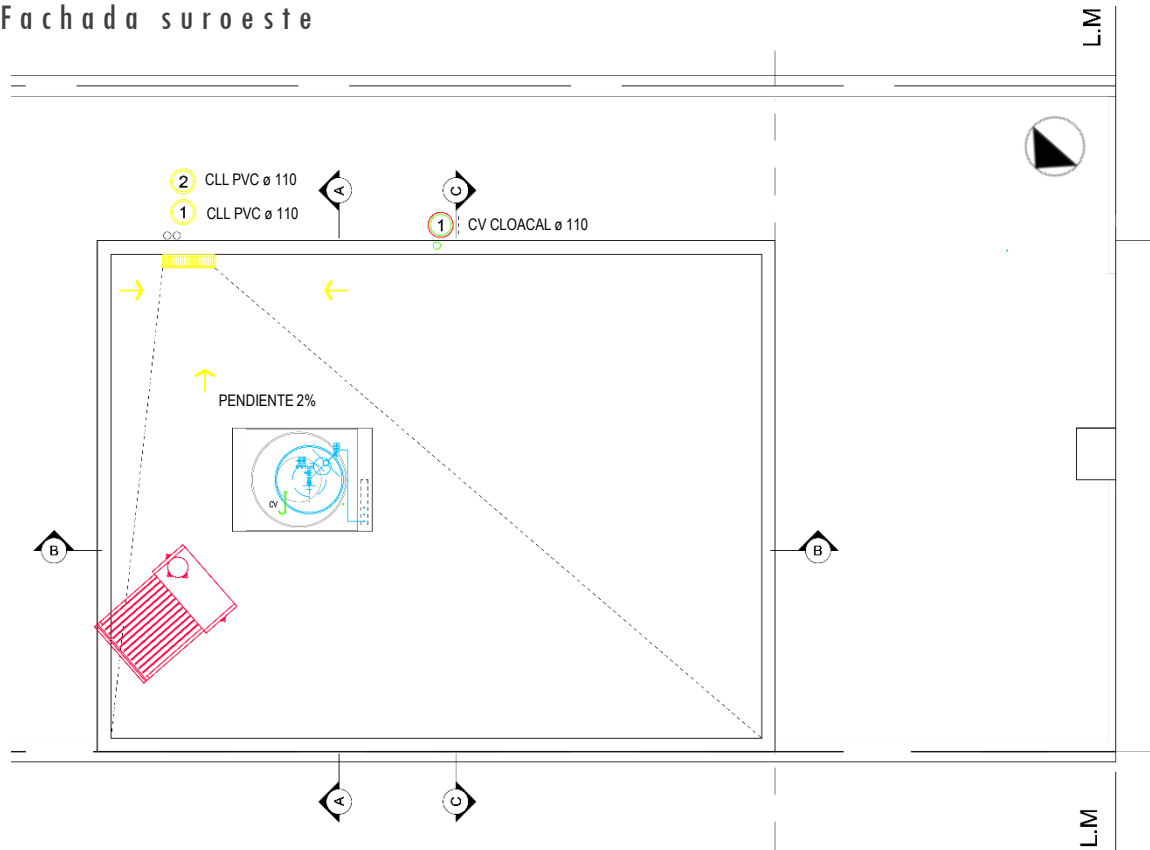 Fachada suroeste
L.M
2 CLL PVC ø 110
1 CLL PVC ø 110
A
C
1 CV CLOACAL ø 110
PENDIENTE 2%
CV
B
B
A
C
L.M